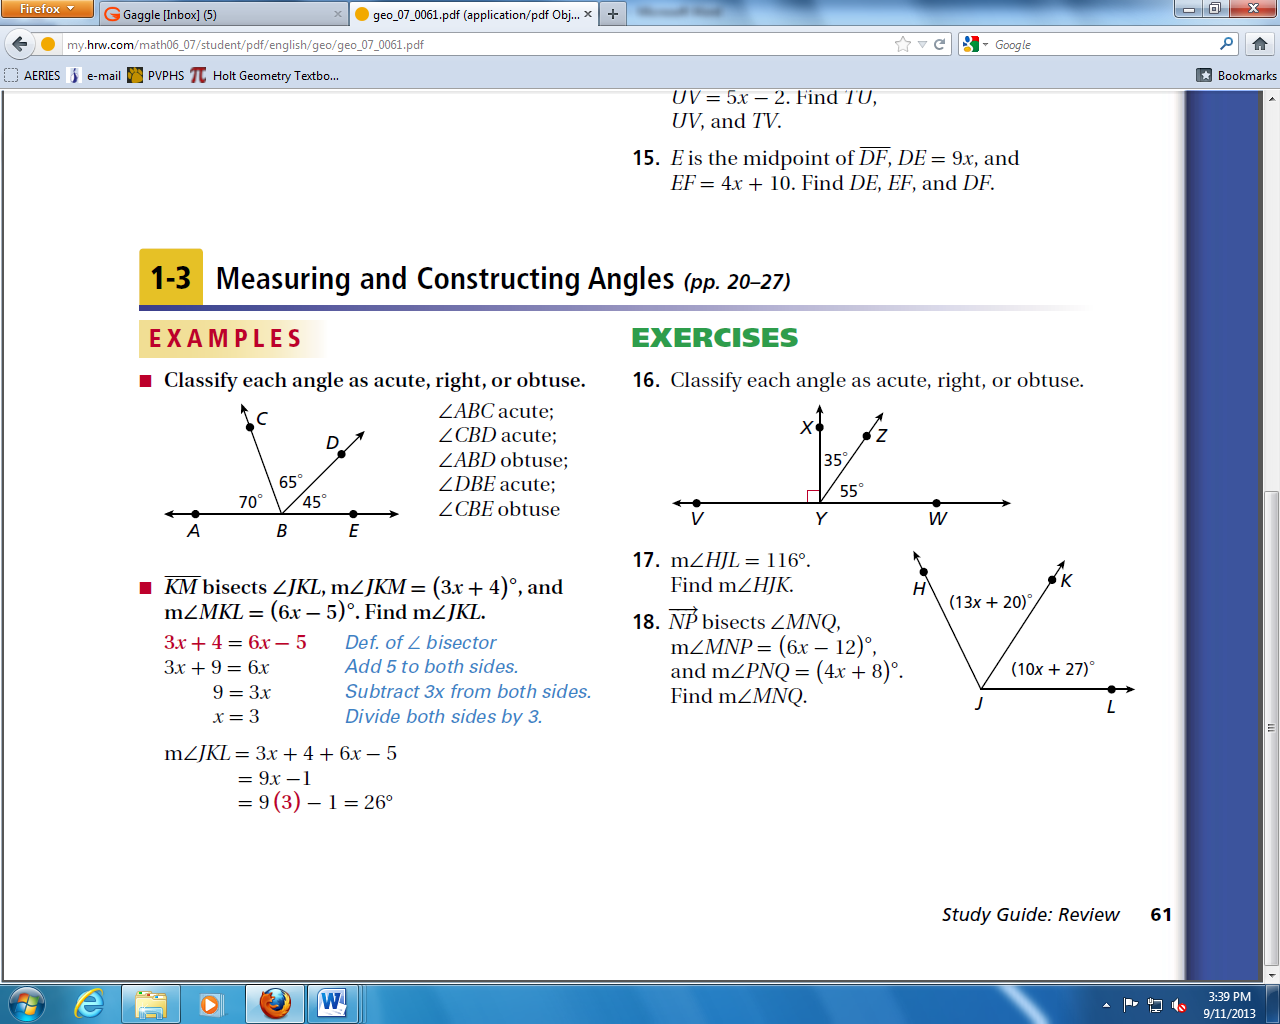 Firefox
Gaggle [Inbox] (5)
geo_07_0061.pdf (application/pdf Obj...
my.hrw.com/math06_07/student/pdf/english/geo/geo_07_0061.pdf
Google
AERIES
e-mail
PVPHS
Holt Geometry Textbo...
Bookmarks
UV = 5x − 2. Find TU,
UV, and TV.
15. E is the midpoint of DF, DE = 9x, and
EF = 4x + 10. Find DE, EF, and DF.
1-3 Measuring and Constructing Angles (pp. 20–27)
EXAMPLES
Classify each angle as acute, right, or obtuse.
C
D
65°
70°
45°
A
B
E
∠ABC acute;
∠CBD acute;
∠ABD obtuse;
∠DBE acute;
∠CBE obtuse
KM bisects ∠JKL, m∠JKM = (3x + 4)°, and
m∠MKL = (6x − 5)°. Find m∠JKL.
3x + 4 = 6x − 5 Def. of ∠ bisector
3x + 9 = 6x Add 5 to both sides.
9 = 3x Subtract 3x from both sides.
x = 3 Divide both sides by 3.
m∠JKL = 3x + 4 + 6x − 5
= 9x −1
= 9(3) − 1 = 26°
EXERCISES
16. Classify each angle as acute, right, or obtuse.
X
Z
35°
55°
V
Y
W
17. m∠HJL = 116°.
Find m∠HJK.
18. NP bisects ∠MNQ,
m∠MNP = (6x − 12)°,
and m∠PNQ = (4x + 8)°.
Find m∠MNQ.
H
K
(13x + 20)°
(10x + 27)°
J
L
Study Guide: Review 61
3:39 PM
9/11/2013